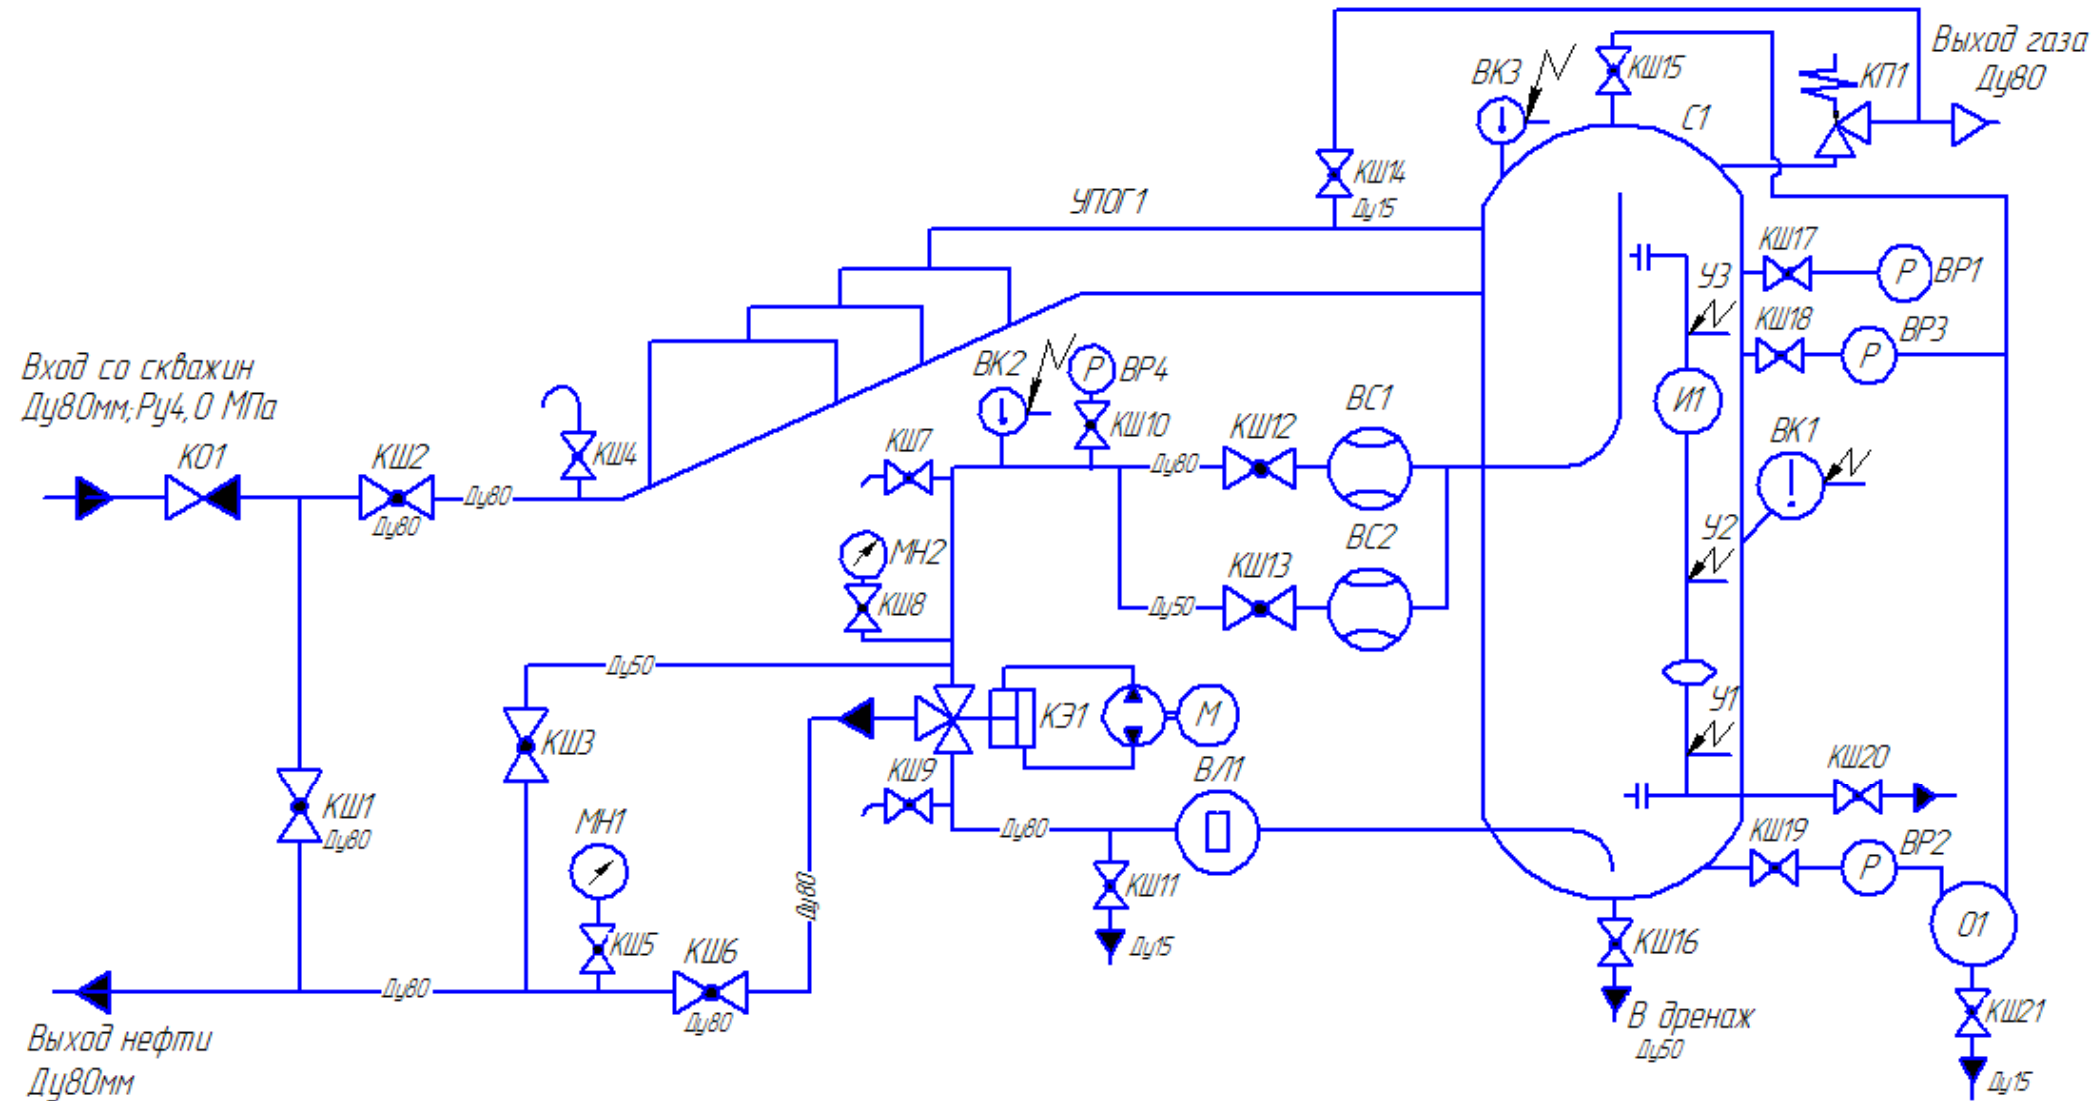 Выход газа
Ду80
КП1
КШ15
ВК3
С1
КШ14
Ду15
УПОГ1
КШ17
ВР1
У3
КШ18
ВР3
Р
Р
И1
Вход со скважин
Ду80мм;Ру4,0 МПа
КО1
КШ2
Ду80
Ду80
КШ4
ВК2
Р
ВР4
КШ10
КШ7
Ду80
КШ12
ВС1
ВК1
МН2
КШ8
Ду50
КШ13
ВС2
У2
Ду50
КШ3
КЭ1
М
У1
КШ9
ВЛ1
КШ20
КШ1
Ду80
МН1
Ду80
Ду80
КШ11
Ду15
КШ19
Р
ВР2
О1
КШ5
КШ6
Ду80
Ду80
КШ16
КШ21
Выход нефти
Ду80мм
В дренаж
Ду50
Ду15